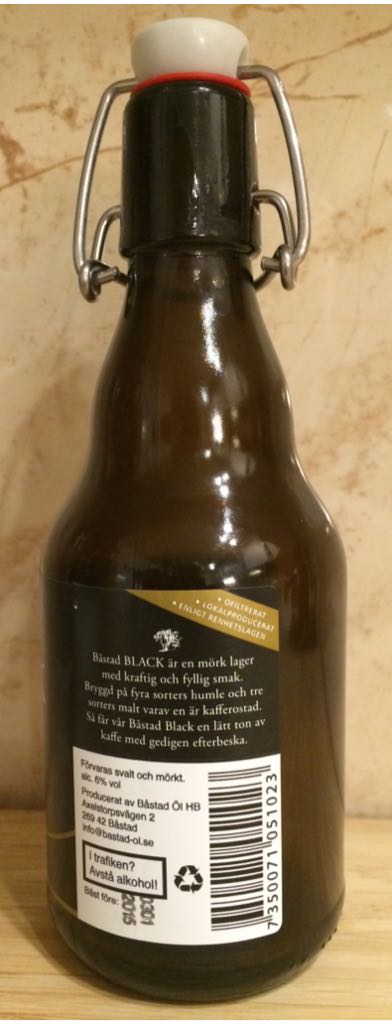 • OFILTRERAT
• LOKALPRODUCERAT
• ENLIGT RENHETSLAGEN
Båstad BLACK är en mörk lager
med kraftig och fyllig smak.
Bryggd på fyra sorters humle och tre
sorters malt varav en är kafferostad.
Så får vår Båstad Black en lätt ton av
kaffe med gedigen efterbeska.
Förvaras svalt och mörkt.
alc. 6% vol
Producerat av Båstad Öl HB
Axelstorpsvägen 2
269 42 Båstad
info@bastad-ol.se
I trafiken?
Avstå alkohol!
Bäst före:
0301
2015
7 350071 051023